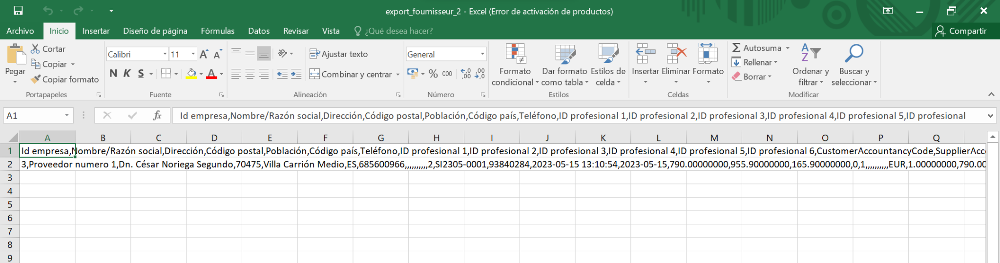 export_fournisseur_2 - Excel (Error de activación de productos)
Archivo Inicio Insertar Diseño de página Fórmulas Datos Revisar Vista ¿Qué desea hacer? Compartir
Pegar Cortar Copiar Copiar formato
Portapapeles
Calibri 11 A A
N K S A
Fuente
Ajustar texto
Combinar y centrar
Alineación
General
% 000 ,0 ,00 ,00 ,0
Número
Formato condicional
Dar formato como tabla
Estilos de celda
Estilos
Insertar Eliminar Formato
Celdas
Σ Autosuma
Rellenar
Borrar
A Z Ordenar y filtrar
Buscar y seleccionar
Modificar
A1 fx Id empresa,Nombre/Razón social,Dirección,Código postal,Población,Código país,Teléfono,ID profesional 1,ID profesional 2,ID profesional 3,ID profesional 4,ID profesional 5,ID profesional
A B C D E F G H I J K L M N O P Q
1 Id empresa,Nombre/Razón social,Dirección,Código postal,Población,Código país,Teléfono,ID profesional 1,ID profesional 2,ID profesional 3,ID profesional 4,ID profesional 5,ID profesional 6,CustomerAccountancyCode,SupplierAcc
2 3,Proveedor numero 1,Dn. César Noriega Segundo,70475,Villa Carrión Medio,ES,685600966,,,,,,,,,,2,SI2305-0001,93840284,2023-05-15 13:10:54,2023-05-15,790.00000000,955.90000000,165.90000000,0,1,,,,,,,,,,EUR,1.00000000,790.00
3
4
5
6
7
8
9